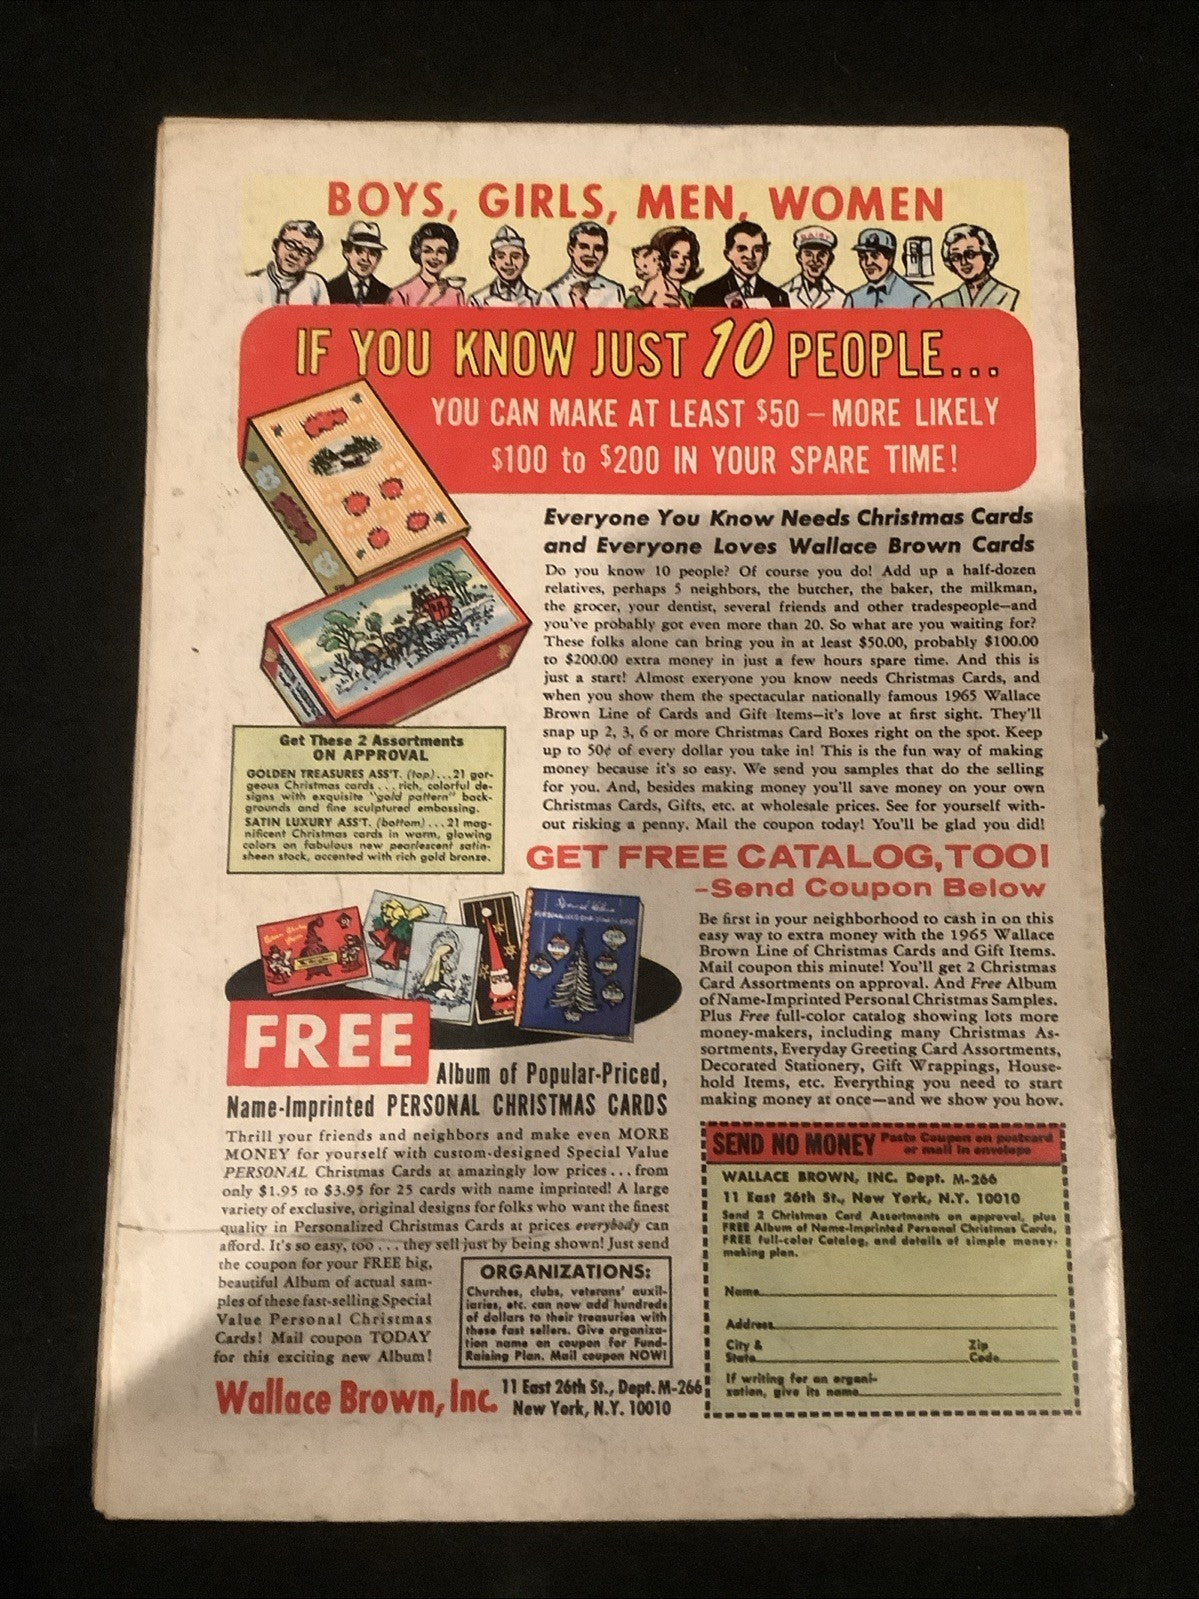 BOYS, GIRLS, MEN, WOMEN
DAIRY
IF YOU KNOW JUST 10 PEOPLE...
YOU CAN MAKE AT LEAST $50 – MORE LIKELY
$100 to $200 IN YOUR SPARE TIME!
Everyone You Know Needs Christmas Cards
and Everyone Loves Wallace Brown Cards
Do you know 10 people? Of course you do! Add up a half-dozen
relatives, perhaps 5 neighbors, the butcher, the baker, the milkman,
the grocer, your dentist, several friends and other tradespeople—and
you've probably got even more than 20. So what are you waiting for?
These folks alone can bring you in at least $50.00, probably $100.00
to $200.00 extra money in just a few hours spare time. And this is
just a start! Almost everyone you know needs Christmas Cards, and
when you show them the spectacular nationally famous 1965 Wallace
Brown Line of Cards and Gift Items—it's love at first sight. They'll
snap up 2, 3, 6 or more Christmas Card Boxes right on the spot. Keep
up to 50¢ of every dollar you take in! This is the fun way of making
money because it's so easy. We send you samples that do the selling
for you. And, besides making money you'll save money on your own
Christmas Cards, Gifts, etc. at wholesale prices. See for yourself with-
out risking a penny. Mail the coupon today! You'll be glad you did!
Get These 2 Assortments
ON APPROVAL
GOLDEN TREASURES ASS'T. (top)...21 gor-
geous Christmas cards...rich, colorful de-
signs with exquisite "gold pattern" back-
grounds and fine sculptured embossing.
SATIN LUXURY ASS'T. (bottom)...21 mag-
nificent Christmas cards in warm, glowing
colors on fabulous new pearlescent satin-
sheen stock, accented with rich gold bronze.
GET FREE CATALOG, TOO!
–Send Coupon Below
Be first in your neighborhood to cash in on this
easy way to extra money with the 1965 Wallace
Brown Line of Christmas Cards and Gift Items.
Mail coupon this minute! You'll get 2 Christmas
Card Assortments on approval. And Free Album
of Name-Imprinted Personal Christmas Samples.
Plus Free full-color catalog showing lots more
money-makers, including many Christmas As-
sortments, Everyday Greeting Card Assortments,
Decorated Stationery, Gift Wrappings, House-
hold Items, etc. Everything you need to start
making money at once—and we show you how.
FREE
Album of Popular-Priced,
Name-Imprinted PERSONAL CHRISTMAS CARDS
Thrill your friends and neighbors and make even MORE
MONEY for yourself with custom-designed Special Value
PERSONAL Christmas Cards at amazingly low prices...from
only $1.95 to $3.95 for 25 cards with name imprinted! A large
variety of exclusive, original designs for folks who want the finest
quality in Personalized Christmas Cards at prices everybody can
afford. It's so easy, too... they sell just by being shown! Just send
the coupon for your FREE big,
beautiful Album of actual sam-
ples of these fast-selling Special
Value Personal Christmas
Cards! Mail coupon TODAY
for this exciting new Album!
ORGANIZATIONS:
Churches, clubs, veterans' auxil-
iaries, etc. can now add hundreds
of dollars to their treasuries with
these fast sellers. Give organiza-
tion name on coupon for Fund-
Raising Plan. Mail coupon NOW!
Wallace Brown, Inc. 11 East 26th St., Dept. M-266
New York, N.Y. 10010
SEND NO MONEY Paste Coupon on postcard
or mail in envelope
WALLACE BROWN, INC. Dept. M-266
11 East 26th St., New York, N.Y. 10010
Send 2 Christmas Card Assortments on approval, plus
FREE Album of Name-Imprinted Personal Christmas Cards,
FREE full-color Catalog, and details of simple money-
making plan.
Name
Address
City & State Zip Code
If writing for an organi-
zation, give its name